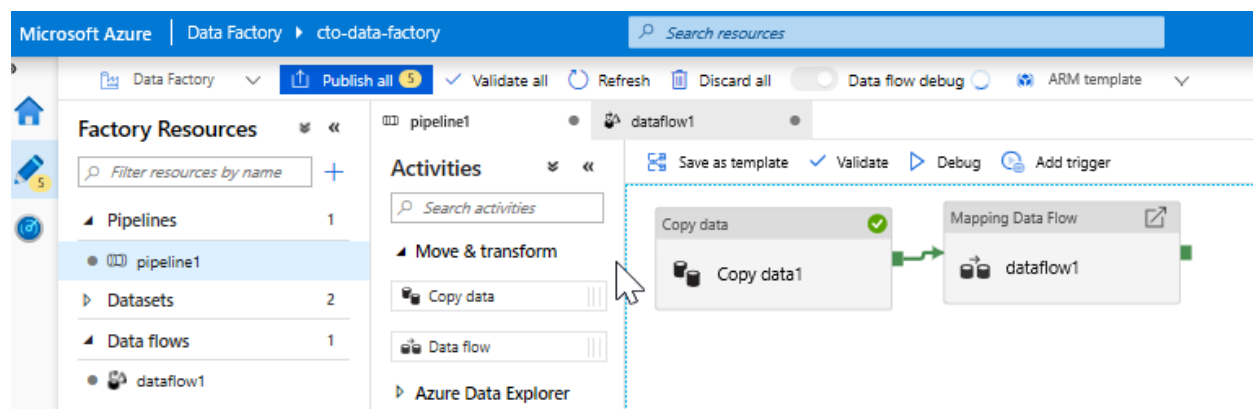 Microsoft Azure Data Factory cto-data-factory Search resources
Data Factory Publish all 5 Validate all Refresh Discard all Data flow debug ARM template
Factory Resources
Filter resources by name
5
Pipelines 1
pipeline1
Datasets 2
Data flows 1
dataflow1
pipeline1 dataflow1
Activities
Search activities
Move & transform
Copy data
Data flow
Azure Data Explorer
Save as template Validate Debug Add trigger
Copy data
Copy data1
Mapping Data Flow
dataflow1